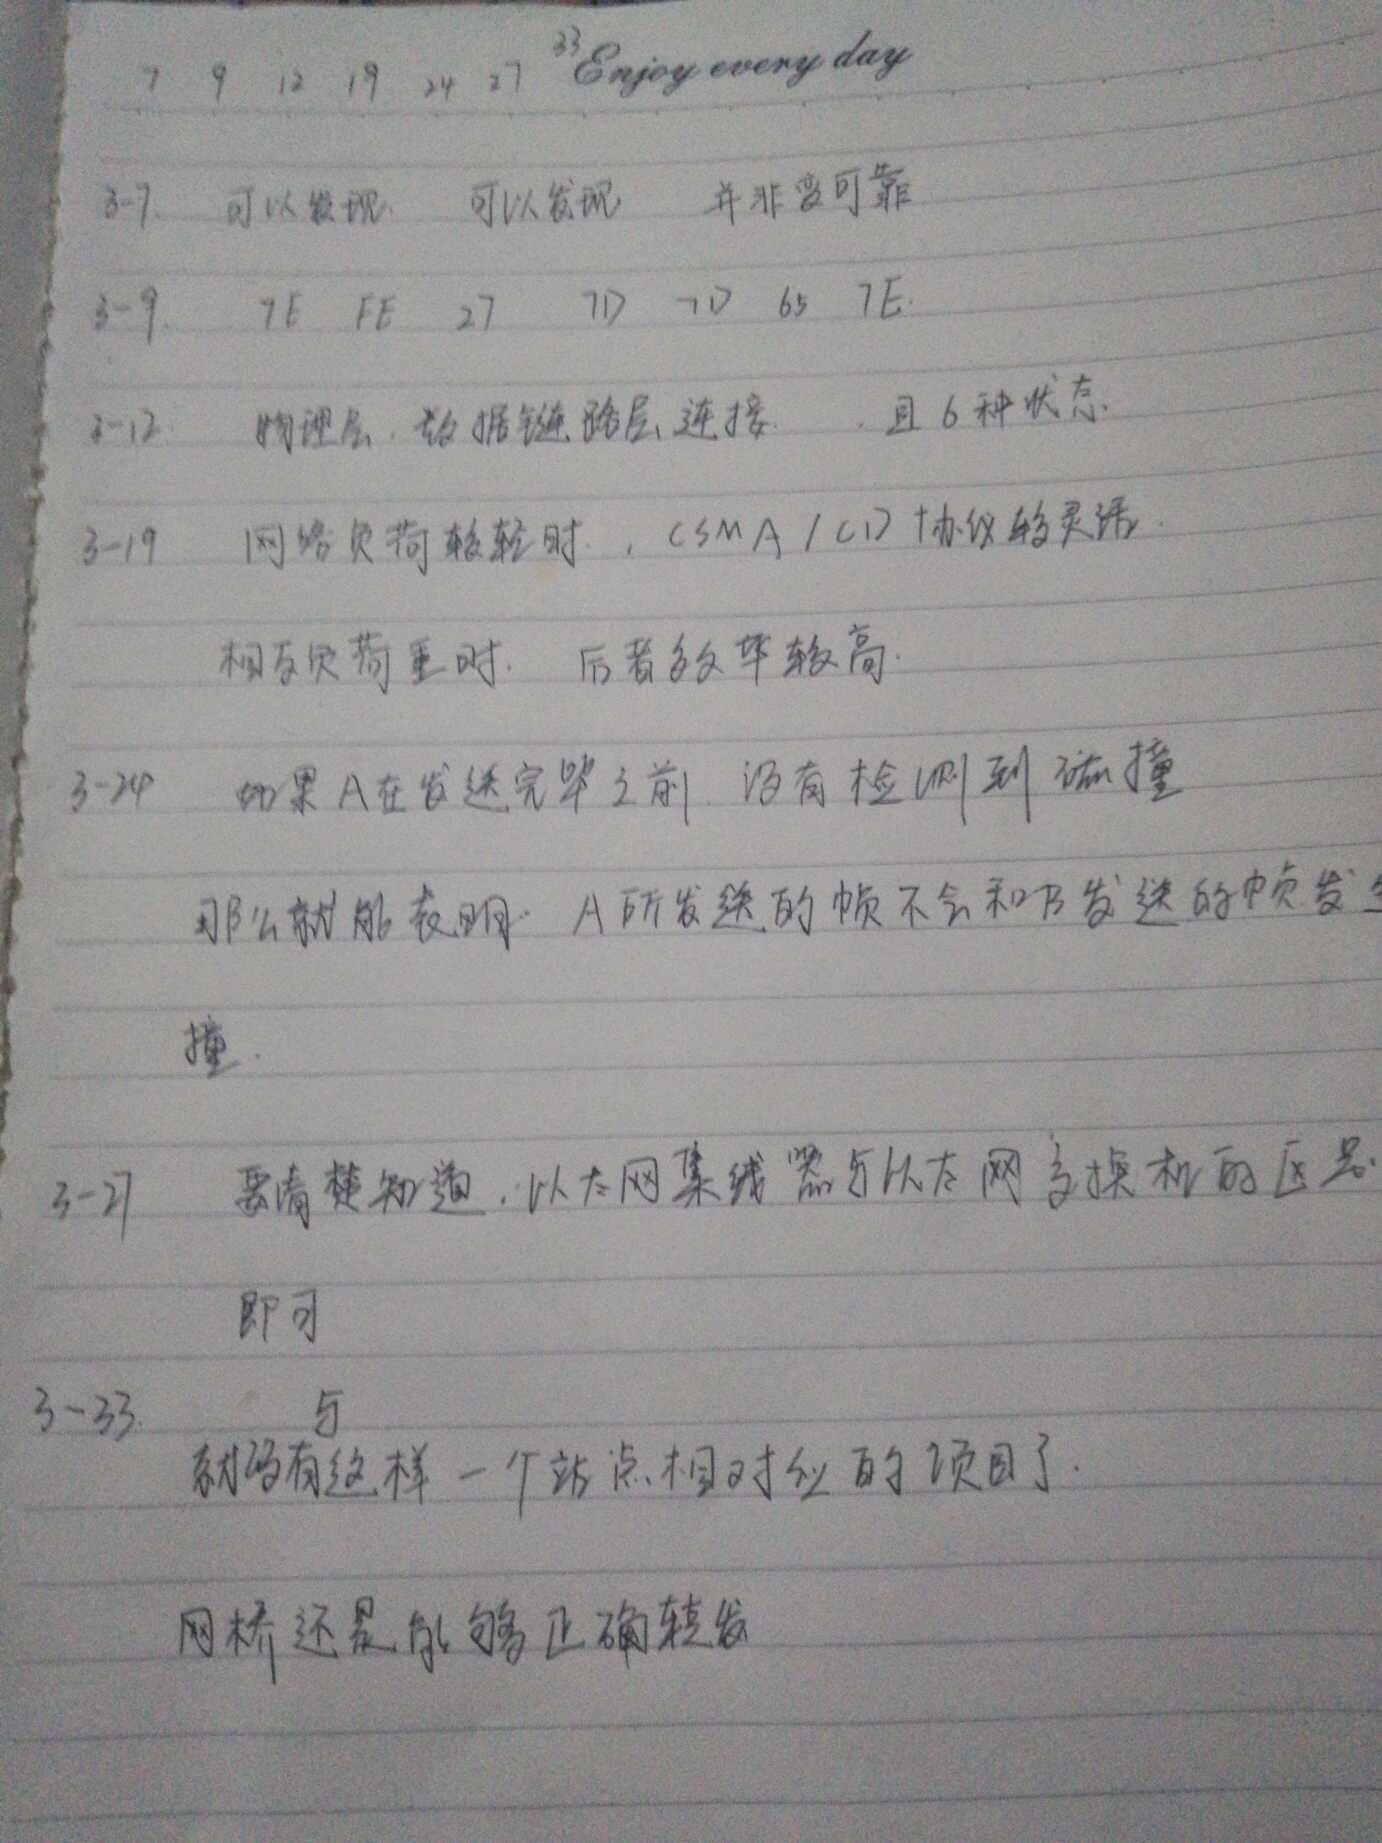 33 Enjoy every day
7 9 12 19 24 27
3-7. 可以发现 可以发现 并非变可靠
3-9. 7E FE 27 7D 7D 65 7E.
3-12 物理层.数据链路层连接. . 且6种状态.
3-19 网络负荷较轻时., CSMA/CD协议较灵活.
相反负荷重时. 后者效率较高.
3-24 如果A在发送完毕之前.没有检测到碰撞
那么就能表明. A所发送的帧不会和B发送的帧发生
撞.
3-27 要清楚知道.以太网集线器与以太网交换机的区别.
即可
3-33. 与
就没有这样一个站点相对应的项目了.
网桥还是能够正确转发